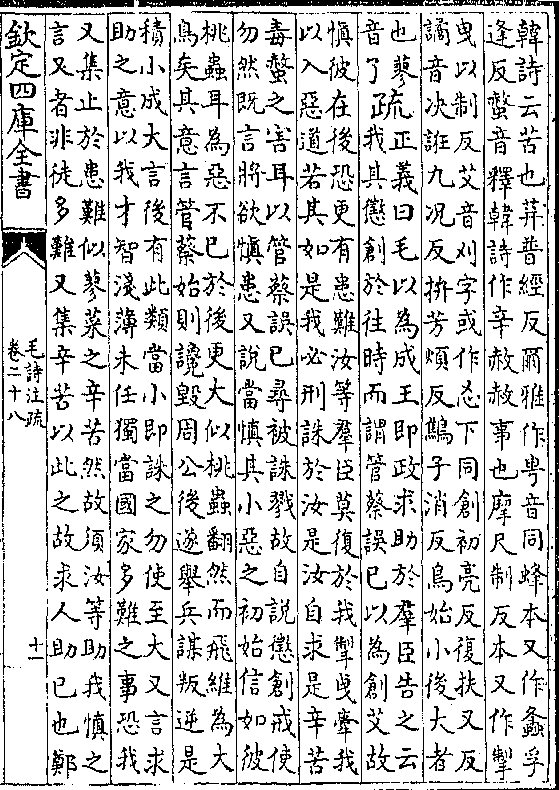 韓詩云苦也荓普經反爾雅作甹音同蜂本又作螽孚
逢反螫音釋韓詩作辛赦赦事也摩尺制反本又作掣
曳以制反艾音刈字或作忍下同創初亮反復扶又反
譎音决誑九况反拚芳煩反鷦子消反鳥始小後大者
也蓼
音了
疏
正義曰毛以為成王即政求助於羣臣告之云
我其懲創於往時而謂管蔡誤已以為創艾故
慎彼在後恐更有患難汝等羣臣莫復於我掣曳牽我
以入惡道若其如是我必刑誅於汝是汝自求是辛苦
毒螫之害耳以管蔡誤已尋被誅戮故自說懲創戒使
勿然既言將欲慎患又說當慎其小惡之初始信如彼
桃蟲耳為惡不已於後更大似桃蟲翻然而飛維為大
鳥矣其意言管蔡始則讒毀周公後遂舉兵謀叛逆是
積小成大言後有此類當小即誅之勿使至大又言求
助之意以我才智淺薄未任獨當國家多難之事恐我
又集止於患難似蓼菜之辛苦然故須汝等助我慎之
言又者非徒多難又集辛苦以此之故求人助已也鄭
欽定四庫全書
毛詩注疏
卷二十八
十一